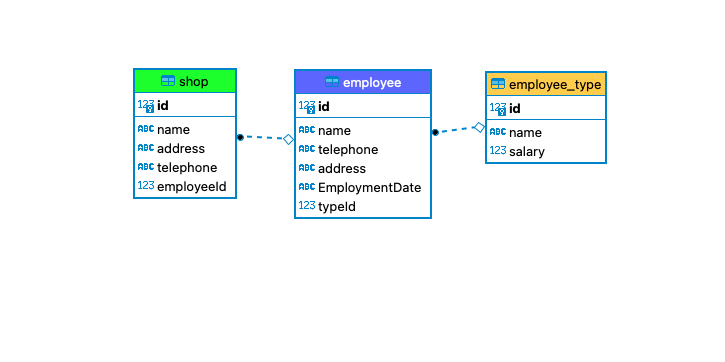 shop
123 id
ABC name
ABC address
ABC telephone
123 employeeId
employee
123 id
ABC name
ABC telephone
ABC address
ABC EmploymentDate
123 typeId
employee_type
123 id
ABC name
123 salary